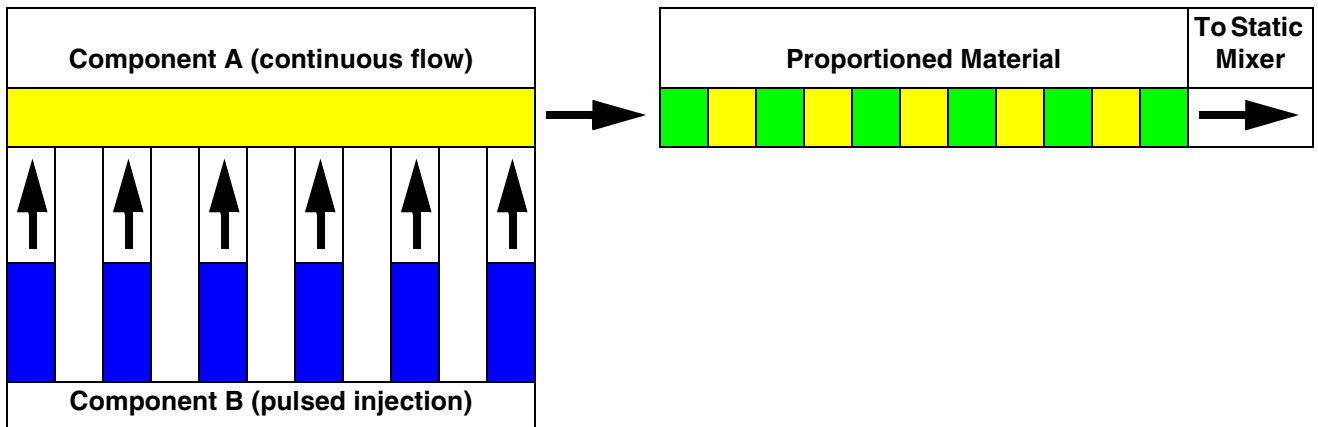 Component A (continuous flow)
Proportioned Material
To Static
Mixer
Component B (pulsed injection)